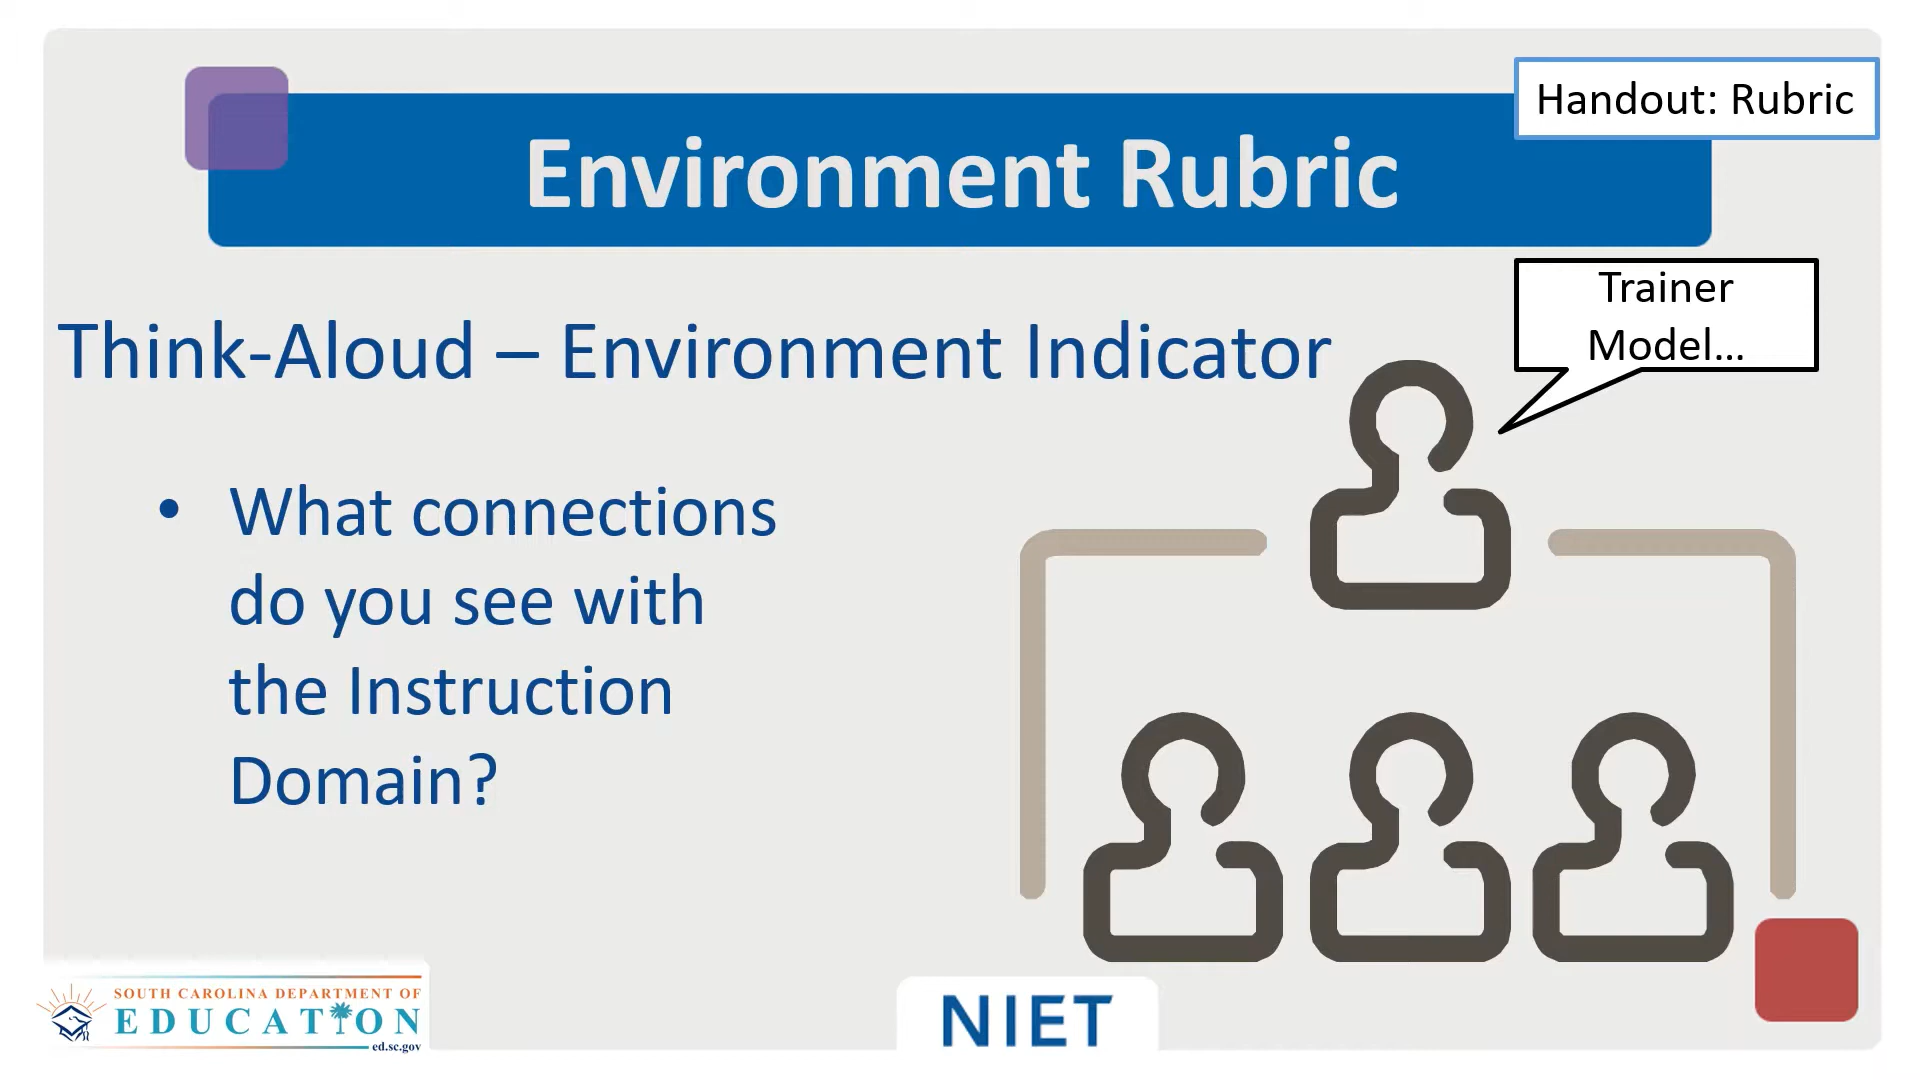 Handout: Rubric
Environment Rubric
Trainer
Model...
Think-Aloud – Environment Indicator
• What connections
do you see with
the Instruction
Domain?
SOUTH CAROLINA DEPARTMENT OF
EDUCATION
ed.sc.gov
NIET